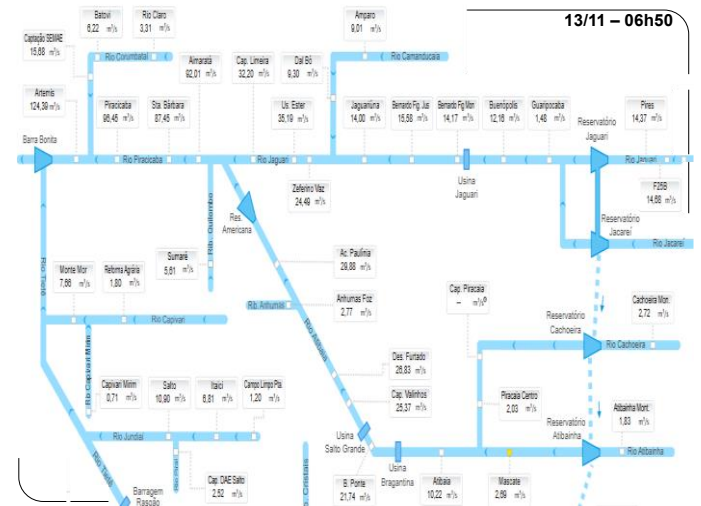 13/11 – 06h50
Batovi
6,22 m³/s
Rio Claro
3,31 m³/s
Amparo
9,01 m³/s
Captação SEMAE
15,68 m³/s
Rio Corumbataí
Rio Camanducaia
Atmaratá
92,01 m³/s
Cap. Limeira
32,20 m³/s
Dal Bó
9,30 m³/s
Artemis
124,39 m³/s
Piracicaba
96,45 m³/s
Sta. Bárbara
87,45 m³/s
Us. Ester
35,19 m³/s
Jaguariúna
14,00 m³/s
Bernardo Fig. Jus
15,58 m³/s
Bernardo Fig Mon
14,17 m³/s
Buenópolis
12,16 m³/s
Guaripocaba
1,48 m³/s
Reservatório
Jaguari
Pires
14,37 m³/s
Barra Bonita
Rio Piracicaba
Rio Jaguari
Rio Jaguari
Usina
Jaguari
Zeferino Vaz
24,49 m³/s
F25B
14,68 m³/s
Res.
Americana
Rib. Quilombo
Reservatório
Jacareí
Rio Jacareí
Sumaré
5,61 m³/s
Ac. Paulínia
29,88 m³/s
Rio Tietê
Monte Mor
7,66 m³/s
Reforma Agrária
1,80 m³/s
Rib. Anhumas
Anhumas Foz
2,77 m³/s
Cap. Piracaia
-- m³/s
Cachoeira Mon.
2,72 m³/s
Rio Capivari
Rio Atibaia
Reservatório
Cachoeira
Rio Cachoeira
Rib Capivari Mirim
Des. Furtado
26,83 m³/s
Capivari Mirim
0,71 m³/s
Salto
10,90 m³/s
Itaici
6,81 m³/s
Campo Limpo Pta
1,20 m³/s
Cap. Valinhos
25,37 m³/s
Piracaia Centro
2,03 m³/s
Reservatório
Atibainha
Atibainha Mont.
1,83 m³/s
Rio Jundiaí
Usina
Salto Grande
Rio Atibainha
Rio Tietê
Rio Piraí
Cap. DAE Salto
2,52 m³/s
B. Ponte
21,74 m³/s
Usina
Bragantina
Atibaia
10,22 m³/s
Mascate
2,69 m³/s
Barragem
Rasgão